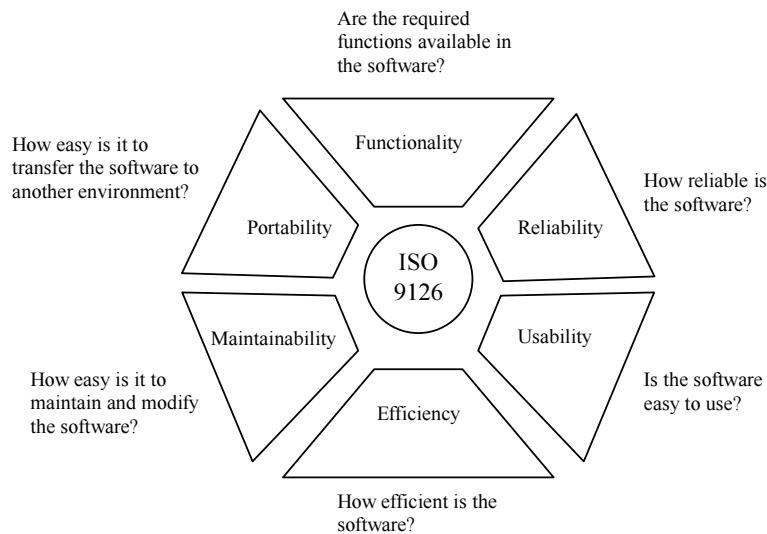 Are the required
functions available in
the software?
Functionality
How easy is it to
transfer the software to
another environment?
Portability
How reliable is
the software?
Reliability
ISO
9126
Maintainability
How easy is it to
maintain and modify
the software?
Usability
Is the software
easy to use?
Efficiency
How efficient is the
software?